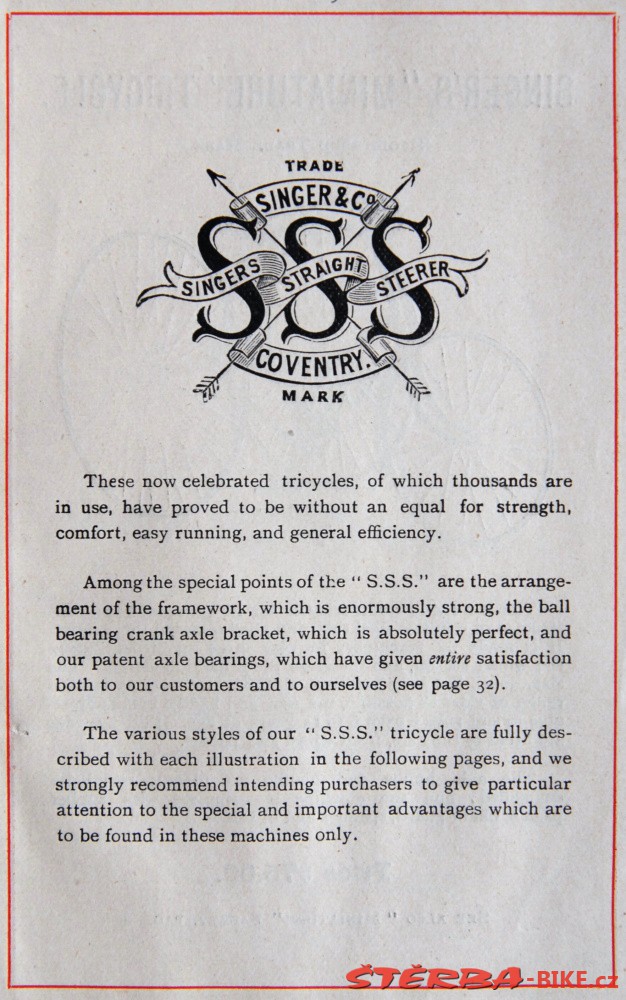 TRADE
SINGER & Co
SINGERS STRAIGHT STEERER
SSS
COVENTRY.
MARK
These now celebrated tricycles, of which thousands are
in use, have proved to be without an equal for strength,
comfort, easy running, and general efficiency.
Among the special points of the “ S.S.S.” are the arrange-
ment of the framework, which is enormously strong, the ball
bearing crank axle bracket, which is absolutely perfect, and
our patent axle bearings, which have given entire satisfaction
both to our customers and to ourselves (see page 32).
The various styles of our “ S.S.S.” tricycle are fully des-
cribed with each illustration in the following pages, and we
strongly recommend intending purchasers to give particular
attention to the special and important advantages which are
to be found in these machines only.
ŠTĚRBA-BIKE.cz